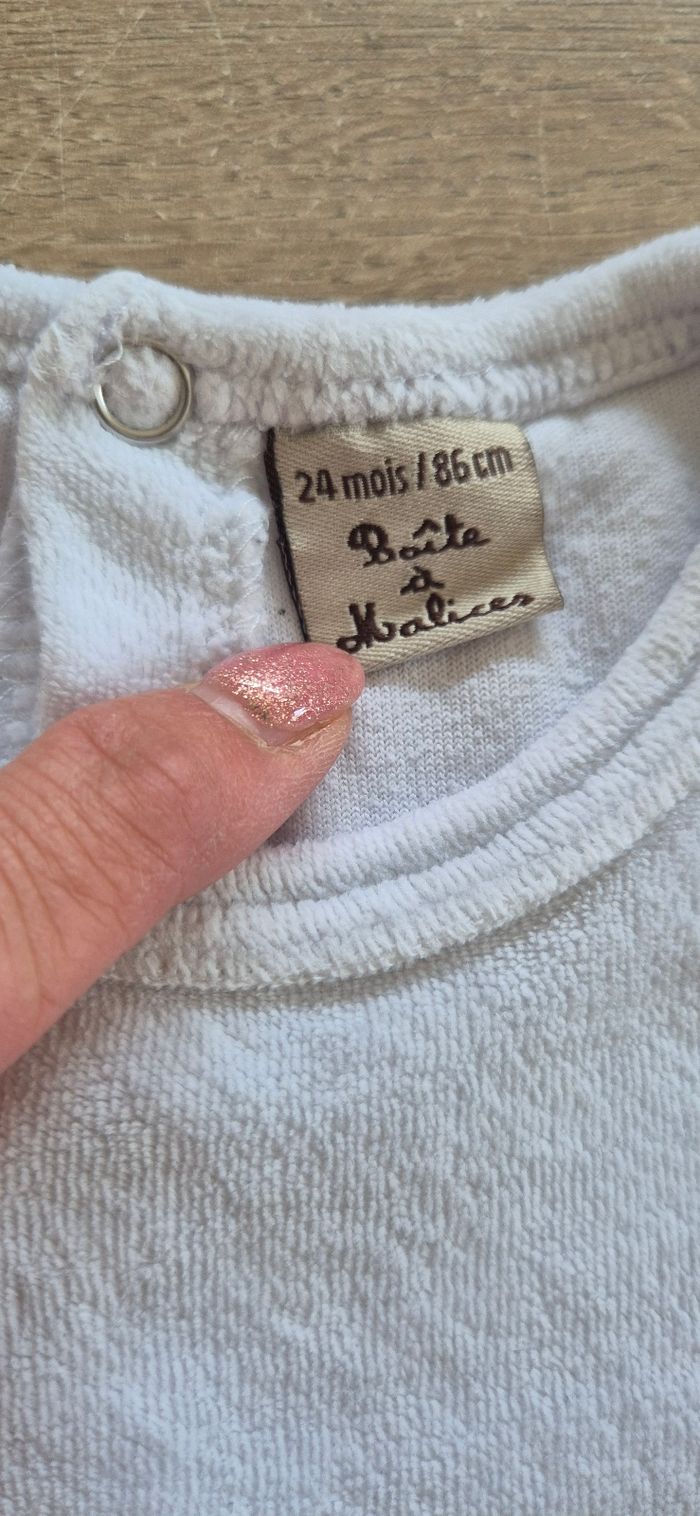 24 mois / 86 cm
Boîte
à
Malices